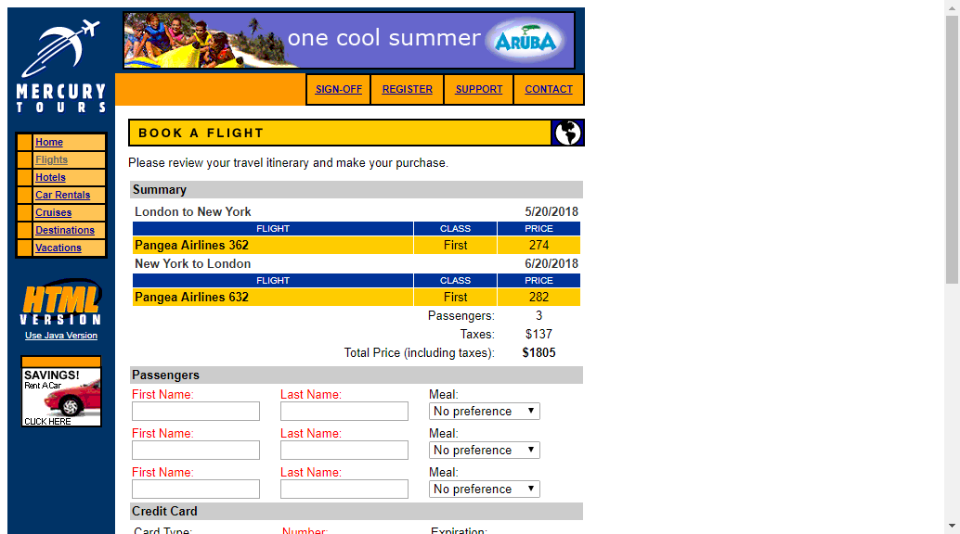 one cool summer ARUBA
MERCURY
TOURS
SIGN-OFF REGISTER SUPPORT CONTACT
Home
Flights
Hotels
Car Rentals
Cruises
Destinations
Vacations
HTML
VERSION
Use Java Version
SAVINGS!
Rent A Car
CLICK HERE
BOOK A FLIGHT
Please review your travel itinerary and make your purchase.
Summary
London to New York 5/20/2018
FLIGHT CLASS PRICE
Pangea Airlines 362 First 274
New York to London 6/20/2018
FLIGHT CLASS PRICE
Pangea Airlines 632 First 282
Passengers: 3
Taxes: $137
Total Price (including taxes): $1805
Passengers
First Name: Last Name: Meal:
No preference
First Name: Last Name: Meal:
No preference
First Name: Last Name: Meal:
No preference
Credit Card
Card Type: Number: Expiration: